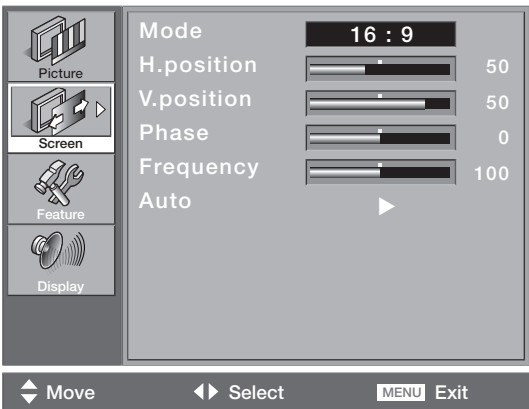 Picture
Screen
Feature
Display
Mode 16 : 9
H.position 50
V.position 50
Phase 0
Frequency 100
Auto
Move Select MENU Exit